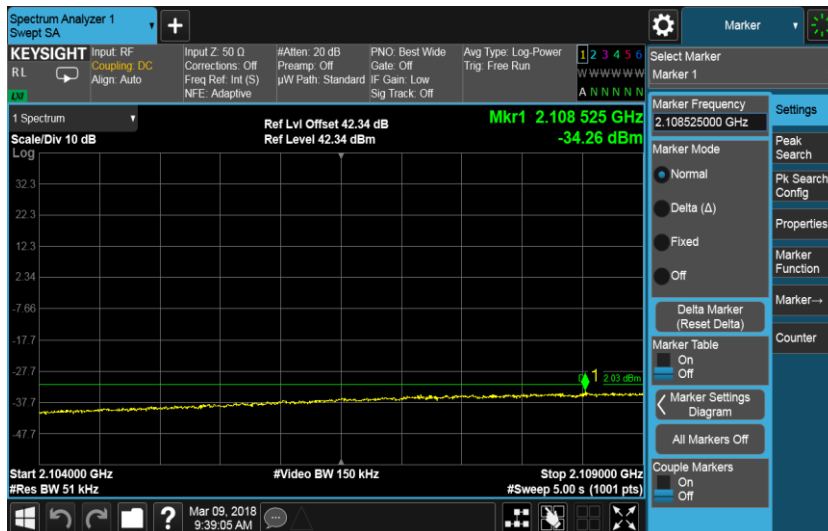 Spectrum Analyzer 1
Swept SA
Marker
KEYSIGHT
R L
LXI
Input: RF
Coupling: DC
Align: Auto
Input Z: 50 Ω
Corrections: Off
Freq Ref: Int (S)
NFE: Adaptive
#Atten: 20 dB
Preamp: Off
µW Path: Standard
PNO: Best Wide
Gate: Off
IF Gain: Low
Sig Track: Off
Avg Type: Log-Power
Trig: Free Run
1 2 3 4 5 6
W W W W W W
A N N N N N
Select Marker
Marker 1
1 Spectrum
Scale/Div 10 dB
Log
Ref Lvl Offset 42.34 dB
Ref Level 42.34 dBm
Mkr1 2.108 525 GHz
-34.26 dBm
32.3
22.3
12.3
2.34
-7.66
-17.7
-27.7
-37.7
-47.7
1
2.03 dBm
Start 2.104000 GHz
#Res BW 51 kHz
#Video BW 150 kHz
Stop 2.109000 GHz
#Sweep 5.00 s (1001 pts)
Marker Frequency
2.108525000 GHz
Marker Mode
Normal
Delta (Δ)
Fixed
Off
Delta Marker
(Reset Delta)
Marker Table
On
Off
Marker Settings
Diagram
All Markers Off
Couple Markers
On
Off
Settings
Peak
Search
Pk Search
Config
Properties
Marker
Function
Marker→
Counter
?
Mar 09, 2018
9:39:05 AM